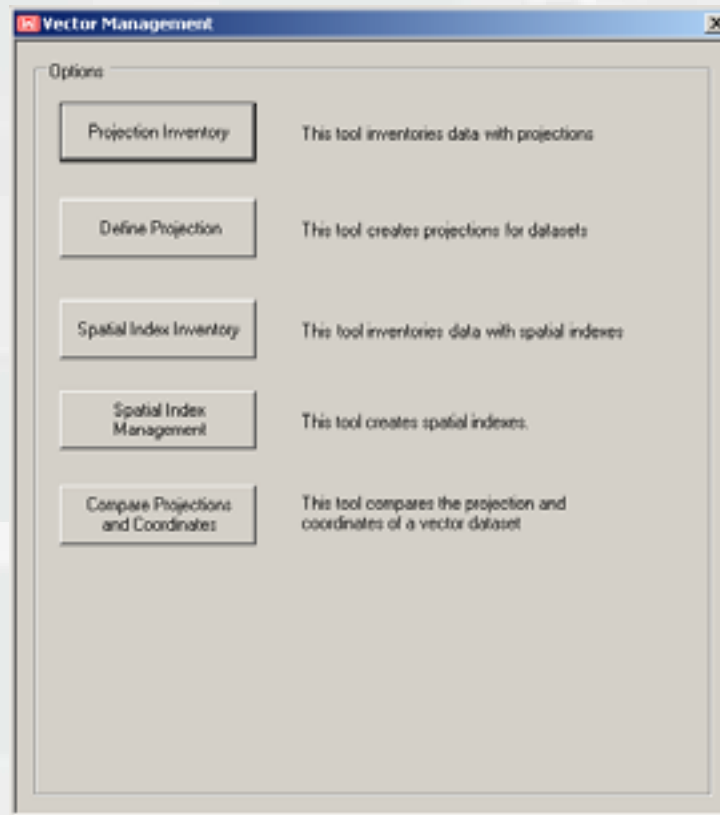 Vector Management
Options
Projection Inventory
This tool inventories data with projections
Define Projection
This tool creates projections for datasets
Spatial Index Inventory
This tool inventories data with spatial indexes
Spatial Index
Management
This tool creates spatial indexes.
Compare Projections
and Coordinates
This tool compares the projection and
coordinates of a vector dataset